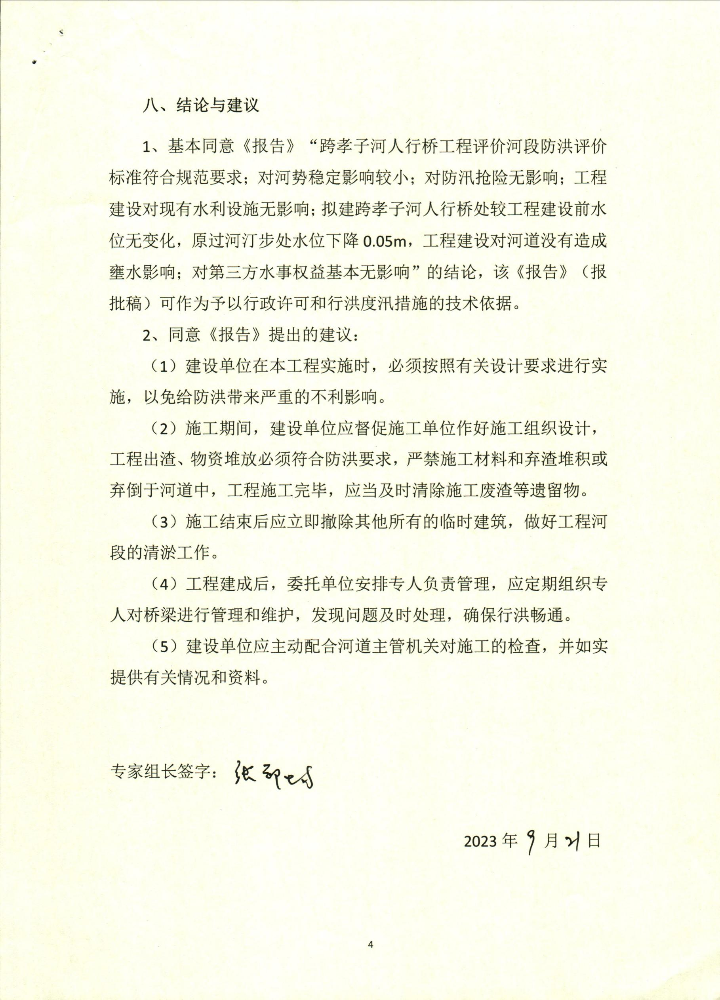 八、结论与建议
1、基本同意《报告》“跨孝子河人行桥工程评价河段防洪评价
标准符合规范要求；对河势稳定影响较小；对防汛抢险无影响；工程
建设对现有水利设施无影响；拟建跨孝子河人行桥处较工程建设前水
位无变化，原过河汀步处水位下降 0.05m，工程建设对河道没有造成
壅水影响；对第三方水事权益基本无影响”的结论，该《报告》（报
批稿）可作为予以行政许可和行洪度汛措施的技术依据。
2、同意《报告》提出的建议：
（1）建设单位在本工程实施时，必须按照有关设计要求进行实
施，以免给防洪带来严重的不利影响。
（2）施工期间，建设单位应督促施工单位作好施工组织设计，
工程出渣、物资堆放必须符合防洪要求，严禁施工材料和弃渣堆积或
弃倒于河道中，工程施工完毕，应当及时清除施工废渣等遗留物。
（3）施工结束后应立即撤除其他所有的临时建筑，做好工程河
段的清淤工作。
（4）工程建成后，委托单位安排专人负责管理，应定期组织专
人对桥梁进行管理和维护，发现问题及时处理，确保行洪畅通。
（5）建设单位应主动配合河道主管机关对施工的检查，并如实
提供有关情况和资料。
专家组长签字： 张
2023 年 9 月 21 日
4